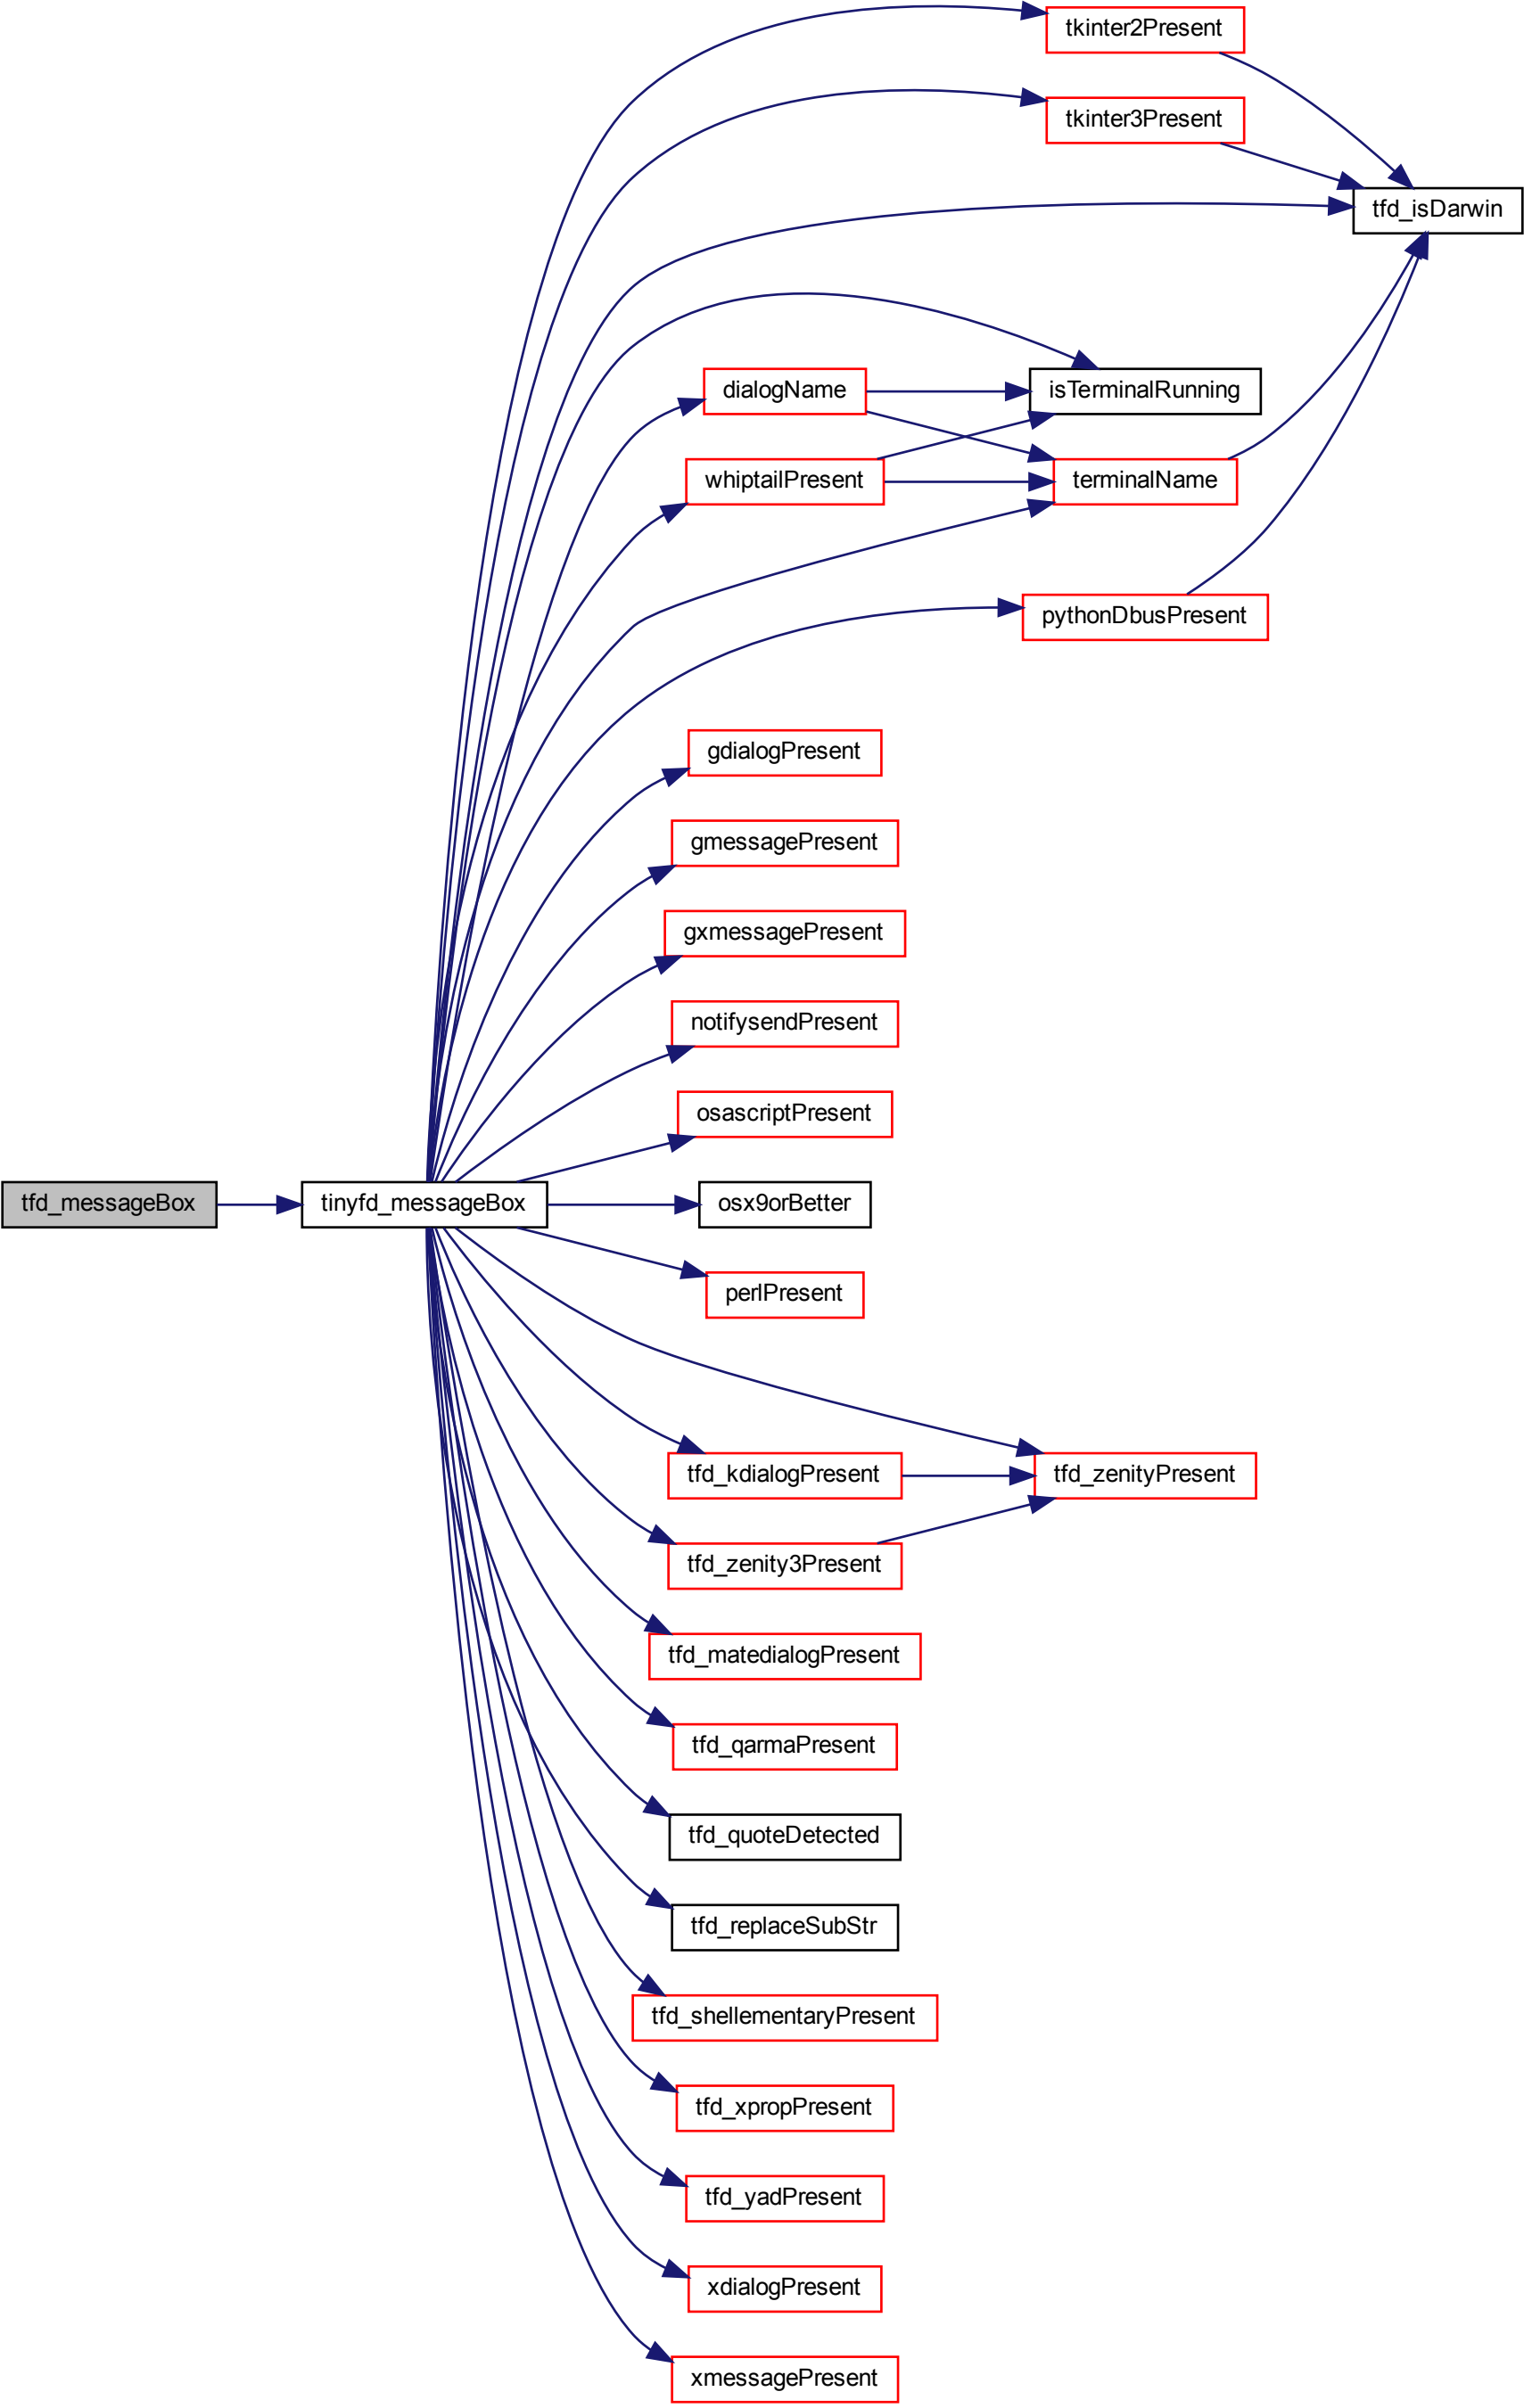 tkinter2Present
tkinter3Present
tfd_isDarwin
dialogName
isTerminalRunning
whiptailPresent
terminalName
pythonDbusPresent
gdialogPresent
gmessagePresent
gxmessagePresent
notifysendPresent
osascriptPresent
tfd_messageBox
tinyfd_messageBox
osx9orBetter
perlPresent
tfd_kdialogPresent
tfd_zenityPresent
tfd_zenity3Present
tfd_matedialogPresent
tfd_qarmaPresent
tfd_quoteDetected
tfd_replaceSubStr
tfd_shellementaryPresent
tfd_xpropPresent
tfd_yadPresent
xdialogPresent
xmessagePresent